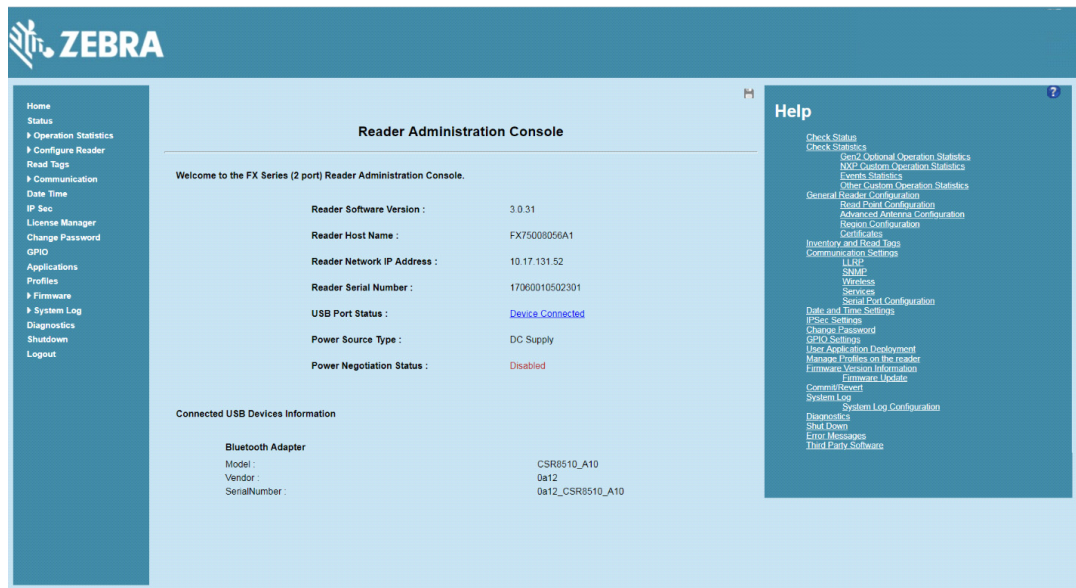 ZEBRA
Home
Status
Operation Statistics
Configure Reader
Read Tags
Communication
Date Time
IP Sec
License Manager
Change Password
GPIO
Applications
Profiles
Firmware
System Log
Diagnostics
Shutdown
Logout
Reader Administration Console
Welcome to the FX Series (2 port) Reader Administration Console.
Reader Software Version : 3.0.31
Reader Host Name : FX75008056A1
Reader Network IP Address : 10.17.131.52
Reader Serial Number : 17060010502301
USB Port Status : Device Connected
Power Source Type : DC Supply
Power Negotiation Status : Disabled
Connected USB Devices Information
Bluetooth Adapter
Model : CSR8510_A10
Vendor : 0a12
SerialNumber : 0a12_CSR8510_A10
?
Help
Check Status
Check Statistics
Gen2 Optional Operation Statistics
NXP Custom Operation Statistics
Events Statistics
Other Custom Operation Statistics
General Reader Configuration
Read Point Configuration
Advanced Antenna Configuration
Region Configuration
Certificates
Inventory and Read Tags
Communication Settings
LLRP
SNMP
Wireless
Services
Serial Port Configuration
Date and Time Settings
IPSec Settings
Change Password
GPIO Settings
User Application Deployment
Manage Profiles on the reader
Firmware Version Information
Firmware Update
Commit/Revert
System Log
System Log Configuration
Diagnostics
Shut Down
Error Messages
Third Party Software